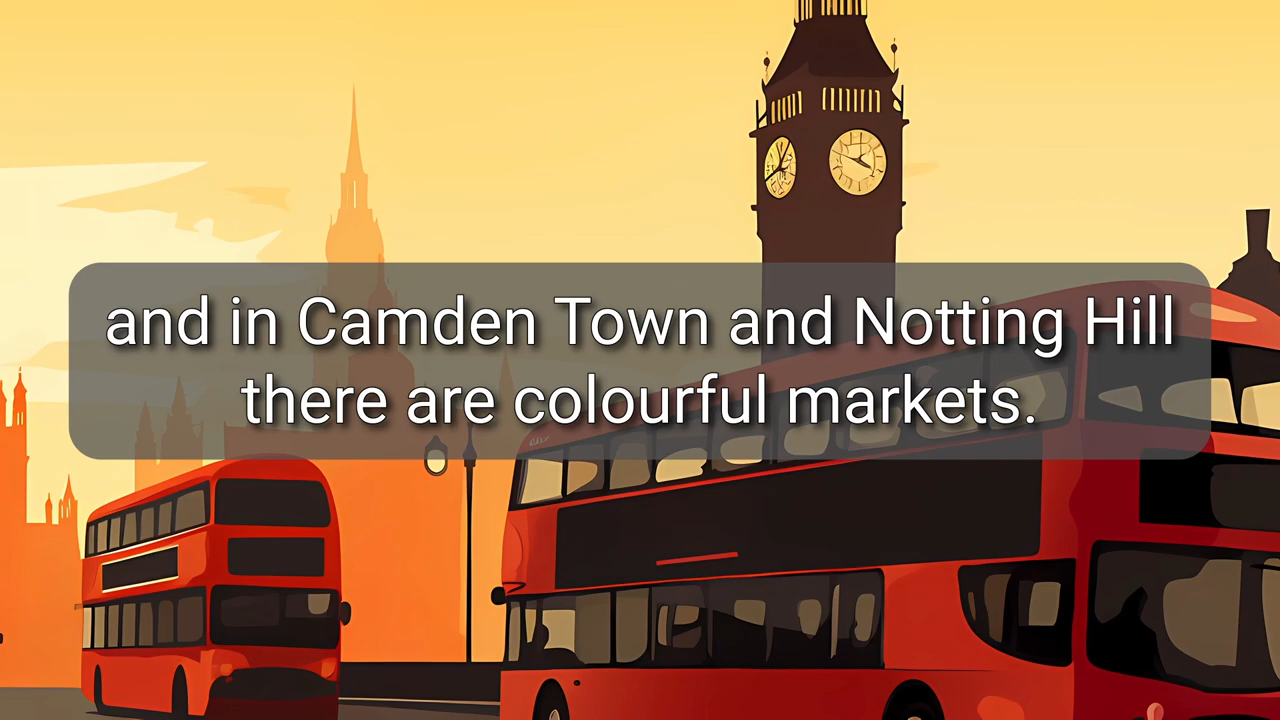 and in Camden Town and Notting Hill
there are colourful markets.